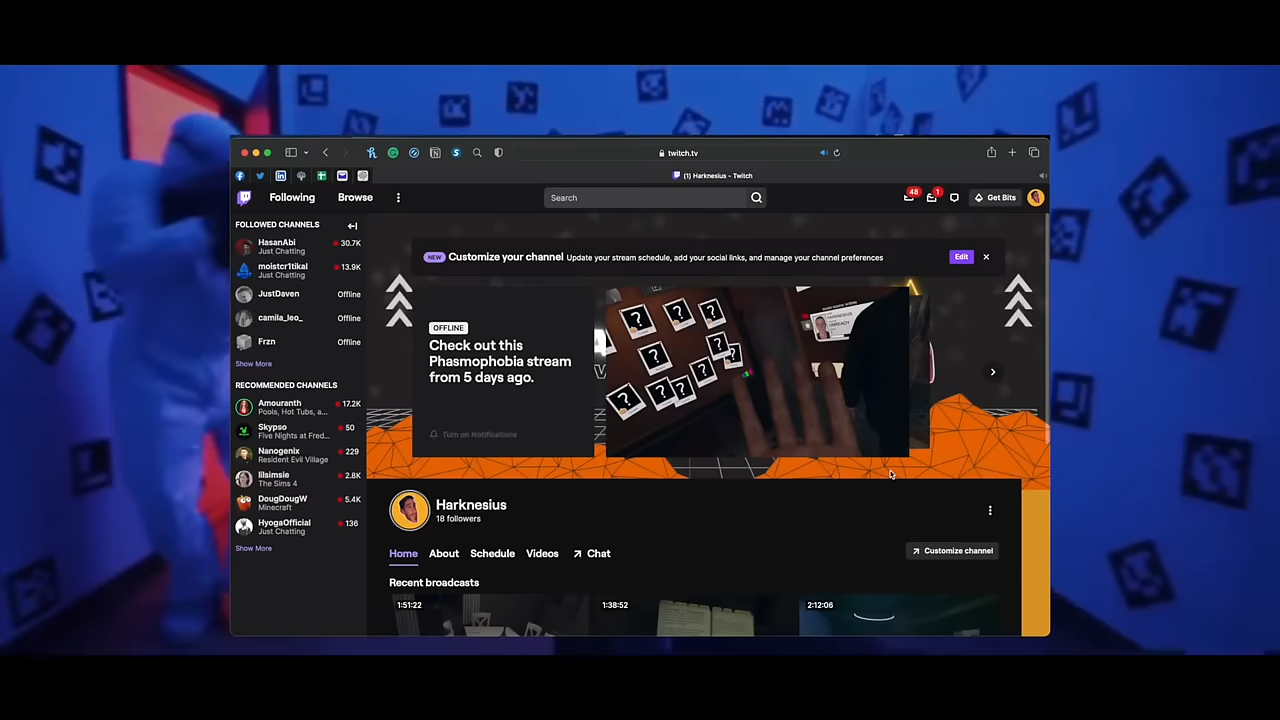 twitch.tv
(1) Harknesius - Twitch
Following
Browse
Search
48
1
Get Bits
FOLLOWED CHANNELS
HasanAbi
Just Chatting
30.7K
moistcr1tikal
Just Chatting
13.9K
JustDaven
Offline
camila_leo_
Offline
Frzn
Offline
Show More
RECOMMENDED CHANNELS
Amouranth
Pools, Hot Tubs, a...
17.2K
Skypso
Five Nights at Fred...
50
Nanogenix
Resident Evil Village
229
lilsimsie
The Sims 4
2.8K
DougDougW
Minecraft
5.4K
HyogaOfficial
Just Chatting
136
Show More
NEW Customize your channel Update your stream schedule, add your social links, and manage your channel preferences
Edit
OFFLINE
Check out this
Phasmophobia stream
from 5 days ago.
Turn on Notifications
HARKNESIUS
UNREADY
Harknesius
18 followers
Home
About
Schedule
Videos
Chat
Customize channel
Recent broadcasts
1:51:22
1:38:52
2:12:06